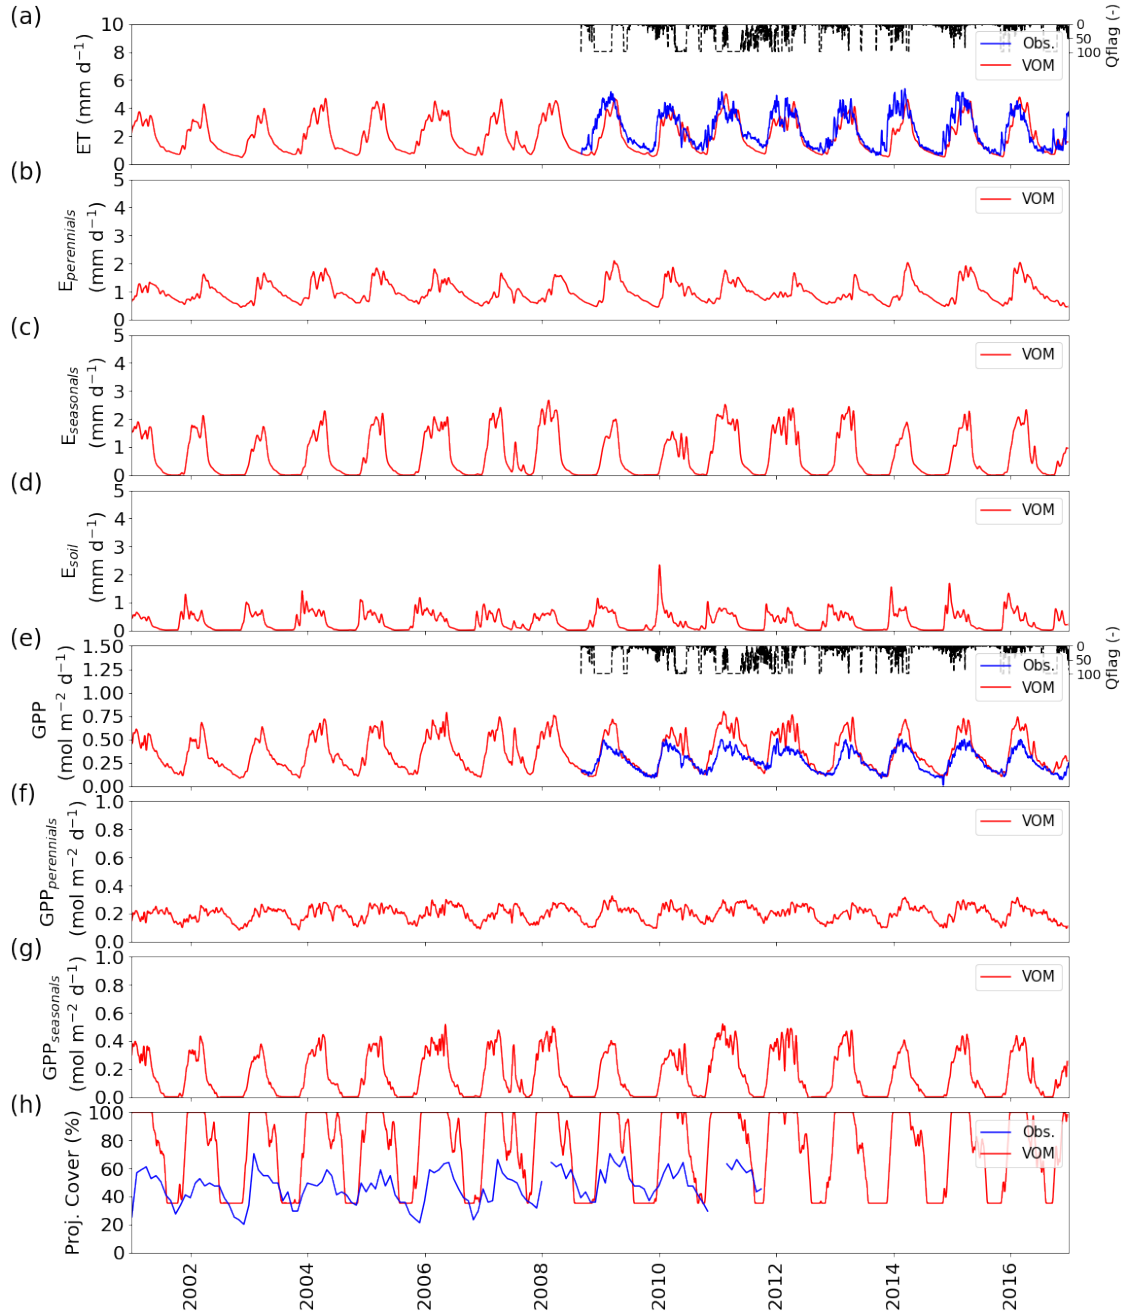 (a)
10
8
6
4
2
0
ET (mm d⁻¹)
0
50
100
Qflag (-)
Obs.
VOM
(b)
5
4
3
2
1
0
E_perennials
(mm d⁻¹)
VOM
(c)
5
4
3
2
1
0
E_seasonals
(mm d⁻¹)
VOM
(d)
5
4
3
2
1
0
E_soil
(mm d⁻¹)
VOM
(e)
1.50
1.25
1.00
0.75
0.50
0.25
0.00
GPP
(mol m⁻² d⁻¹)
0
50
100
Qflag (-)
Obs.
VOM
(f)
1.0
0.8
0.6
0.4
0.2
0.0
GPP_perennials
(mol m⁻² d⁻¹)
VOM
(g)
1.0
0.8
0.6
0.4
0.2
0.0
GPP_seasonals
(mol m⁻² d⁻¹)
VOM
(h)
100
80
60
40
20
0
Proj. Cover (%)
Obs.
VOM
2002
2004
2006
2008
2010
2012
2014
2016